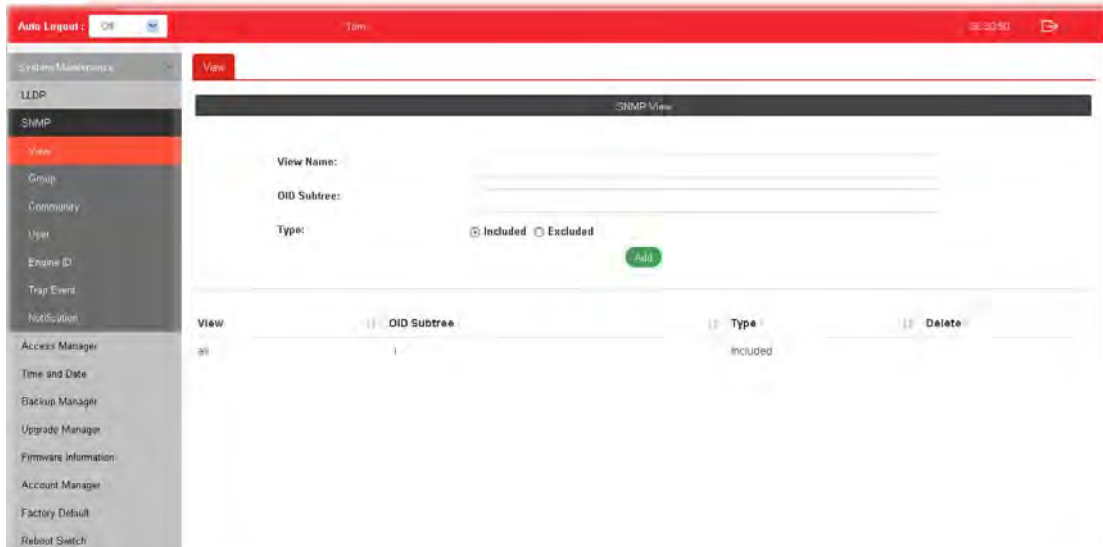 Auto Logout : Off
System Maintenance
View
LLDP
SNMP View
SNMP
View
View Name:
Group
OID Subtree:
Community
User
Type: Included Excluded
Engine ID
Add
Trap Event
Notification
View OID Subtree Type Delete
Access Manager
all 1 Included
Time and Date
Backup Manager
Upgrade Manager
Firmware Information
Account Manager
Factory Default
Reboot Switch